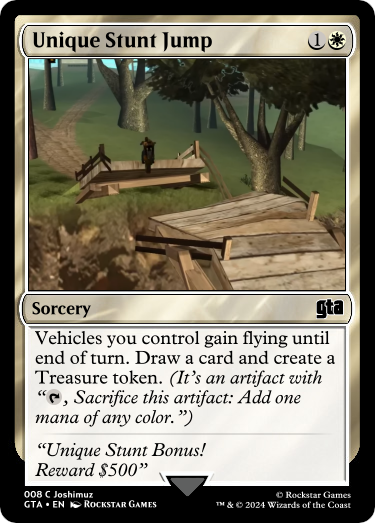 Unique Stunt Jump 1
Sorcery gta
Vehicles you control gain flying until
end of turn. Draw a card and create a
Treasure token. (It's an artifact with
“, Sacrifice this artifact: Add one
mana of any color.”)
“Unique Stunt Bonus!
Reward $500”
008 C Joshimuz © Rockstar Games
GTA • EN Rockstar Games ™ & © 2024 Wizards of the Coast